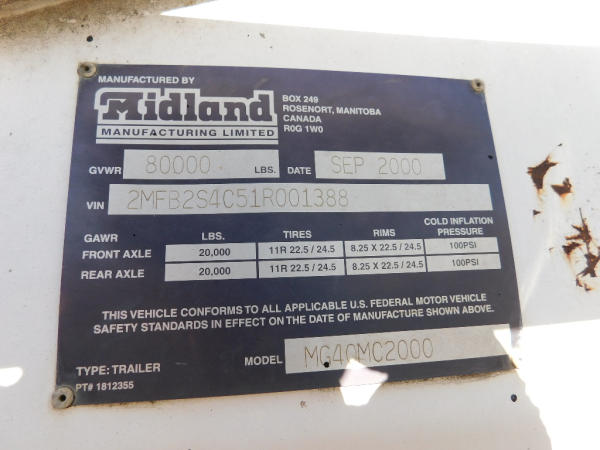 MANUFACTURED BY
Midland
MANUFACTURING LIMITED
BOX 249
ROSENORT, MANITOBA
CANADA
R0G 1W0
GVWR 80000 LBS. DATE SEP 2000
VIN 2MFB2S4C51R001388
GAWR LBS. TIRES RIMS COLD INFLATION PRESSURE
FRONT AXLE 20,000 11R 22.5 / 24.5 8.25 X 22.5 / 24.5 100PSI
REAR AXLE 20,000 11R 22.5 / 24.5 8.25 X 22.5 / 24.5 100PSI
THIS VEHICLE CONFORMS TO ALL APPLICABLE U.S. FEDERAL MOTOR VEHICLE
SAFETY STANDARDS IN EFFECT ON THE DATE OF MANUFACTURE SHOWN ABOVE.
TYPE: TRAILER MODEL MG40MC2000
PT# 1812355